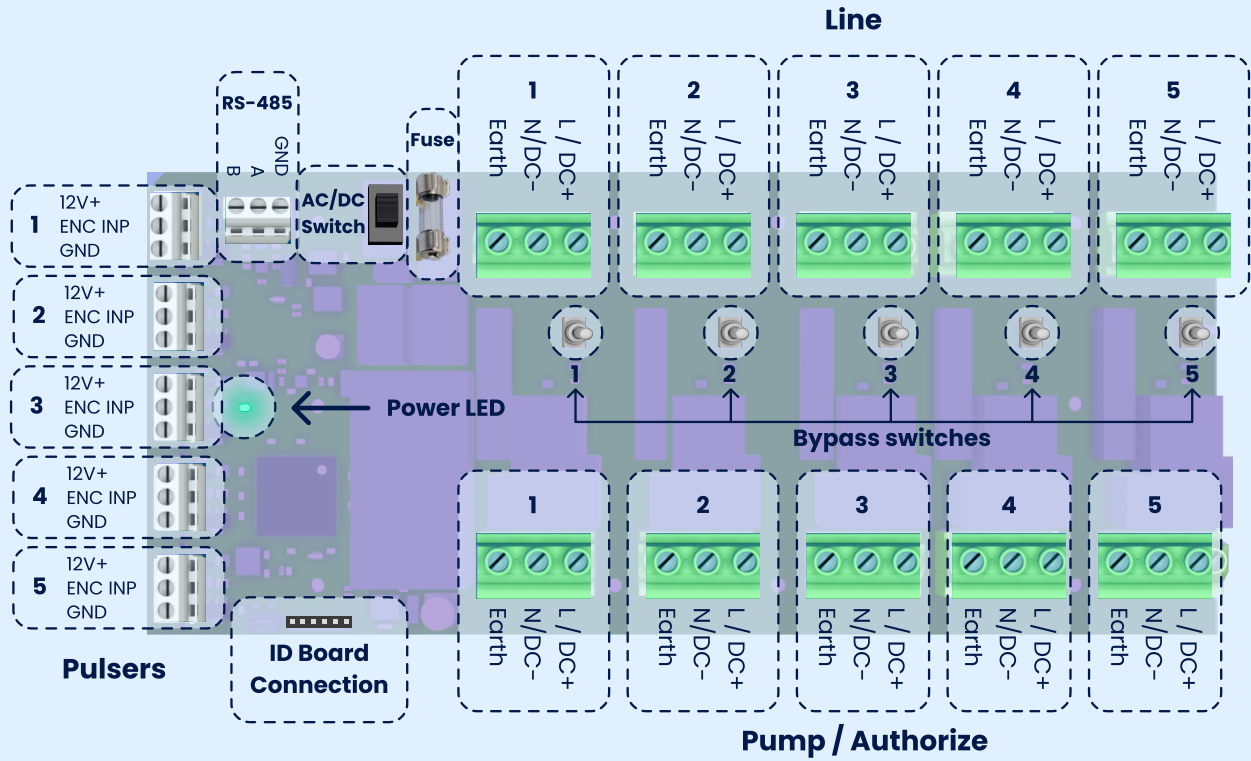 Line
1
Earth
N/DC-
L / DC+
2
Earth
N/DC-
L / DC+
3
Earth
N/DC-
L / DC+
4
Earth
N/DC-
L / DC+
5
Earth
N/DC-
L / DC+
RS-485
B
A
GND
Fuse
AC/DC
Switch
1
12V+
ENC INP
GND
2
12V+
ENC INP
GND
3
12V+
ENC INP
GND
4
12V+
ENC INP
GND
5
12V+
ENC INP
GND
Pulsers
Power LED
1
2
3
4
5
Bypass switches
ID Board
Connection
1
Earth
N/DC-
L / DC+
2
Earth
N/DC-
L / DC+
3
Earth
N/DC-
L / DC+
4
Earth
N/DC-
L / DC+
5
Earth
N/DC-
L / DC+
Pump / Authorize